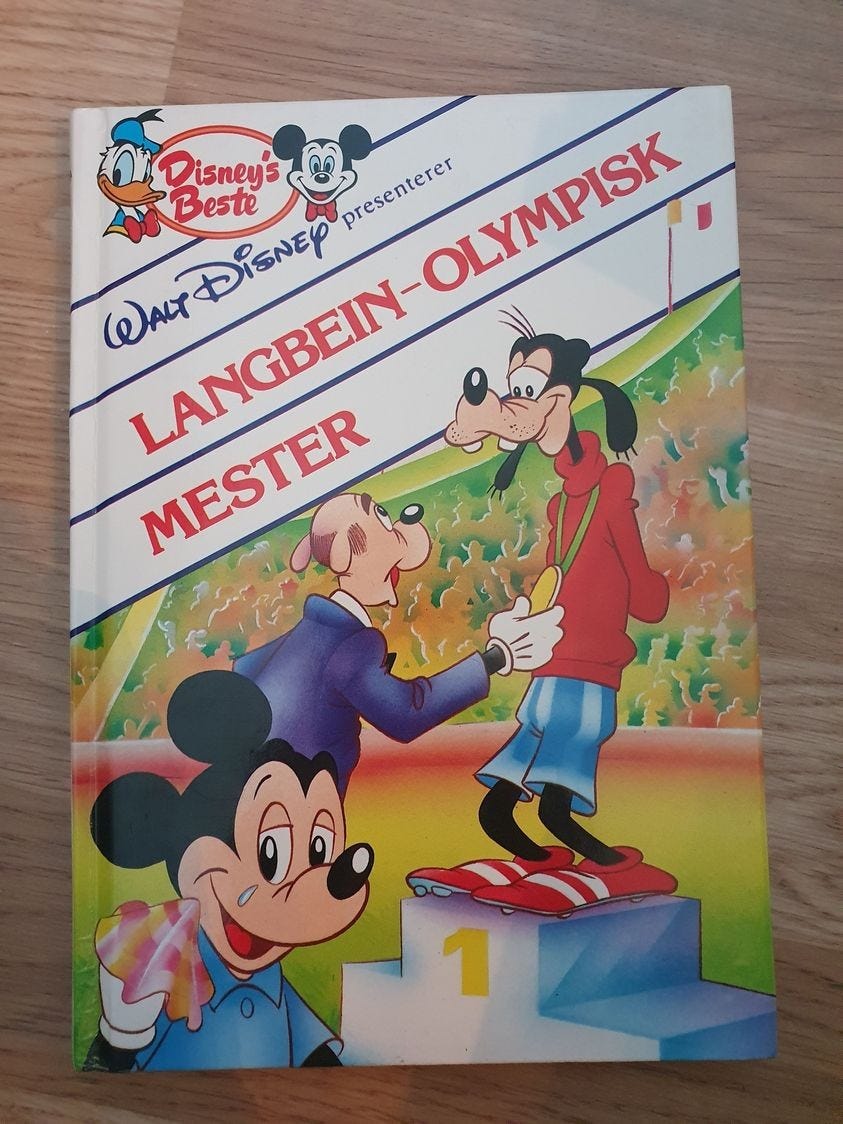 Disney's
Beste
WALT DISNEY presenterer
LANGBEIN-OLYMPISK
MESTER
1